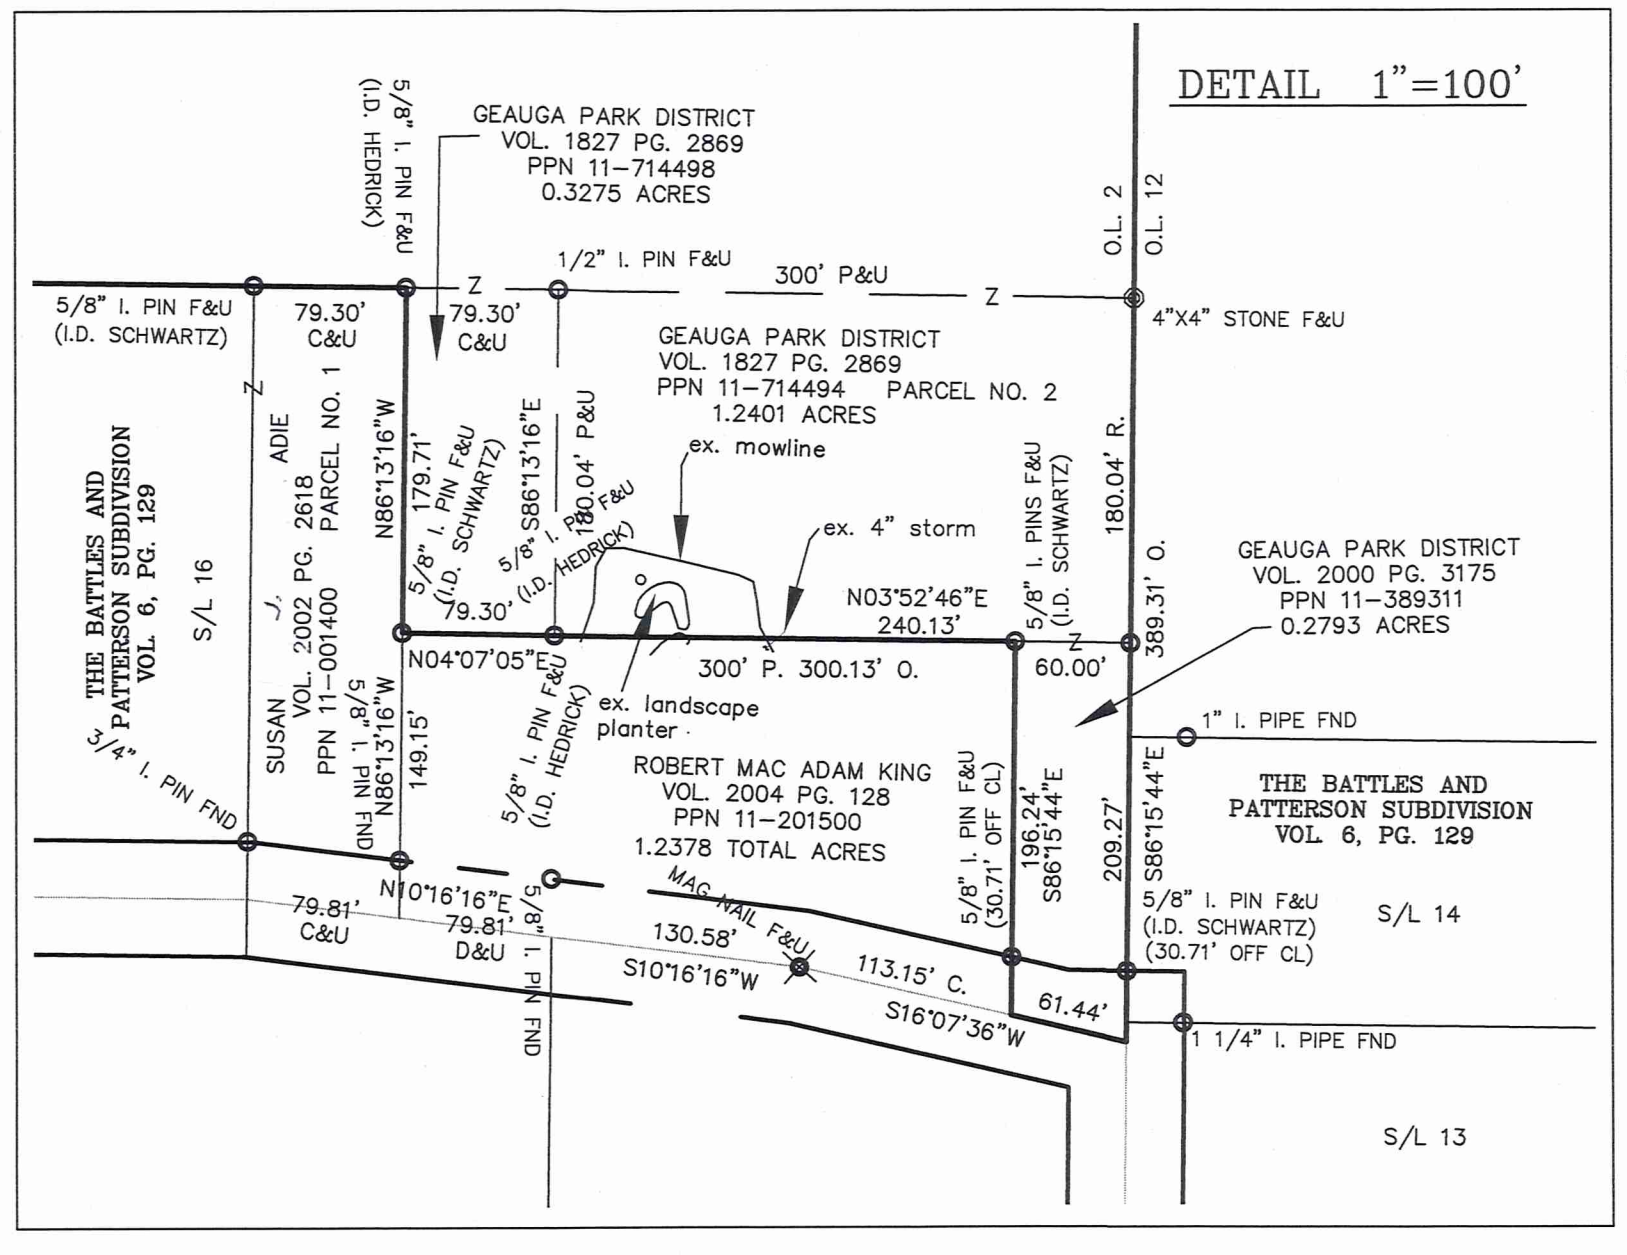 DETAIL 1"=100'
5/8" I. PIN F&U
(I.D. HEDRICK)
GEAUGA PARK DISTRICT
VOL. 1827 PG. 2869
PPN 11-714498
0.3275 ACRES
O.L. 2
O.L. 12
1/2" I. PIN F&U
300' P&U
Z
Z
5/8" I. PIN F&U
(I.D. SCHWARTZ)
79.30'
C&U
79.30'
C&U
4"X4" STONE F&U
GEAUGA PARK DISTRICT
VOL. 1827 PG. 2869
PPN 11-714494 PARCEL NO. 2
1.2401 ACRES
Z
THE BATTLES AND
PATTERSON SUBDIVISION
VOL. 6, PG. 129
S/L 16
SUSAN J. ADIE
VOL. 2002 PG. 2618
PPN 11-001400 PARCEL NO. 1
N86°13'16"W
179.71'
5/8" I. PIN F&U
(I.D. SCHWARTZ)
S86°13'16"E
180.04' P&U
5/8" I. PIN F&U
(I.D. HEDRICK)
ex. mowline
ex. 4" storm
5/8" I. PINS F&U
(I.D. SCHWARTZ)
180.04' R.
389.31' O.
GEAUGA PARK DISTRICT
VOL. 2000 PG. 3175
PPN 11-389311
0.2793 ACRES
79.30'
N03°52'46"E
240.13'
Z
60.00'
N04°07'05"E
300' P. 300.13' O.
ex. landscape
planter
5/8" I. PIN F&U
(I.D. HEDRICK)
1" I. PIPE FND
3/4" I. PIN FND
5/8" I. PIN FND
N86°13'16"W
149.15'
ROBERT MAC ADAM KING
VOL. 2004 PG. 128
PPN 11-201500
1.2378 TOTAL ACRES
5/8" I. PIN F&U
(30.71' OFF CL)
196.24'
S86°15'44"E
209.27'
S86°15'44"E
THE BATTLES AND
PATTERSON SUBDIVISION
VOL 6, PG. 129
N10°16'16"E
79.81'
C&U
79.81'
D&U
5/8" I. PIN FND
MAG NAIL F&U
130.58'
S10°16'16"W
113.15' C.
S16°07'36"W
61.44'
5/8" I. PIN F&U
(I.D. SCHWARTZ)
(30.71' OFF CL)
S/L 14
1 1/4" I. PIPE FND
S/L 13